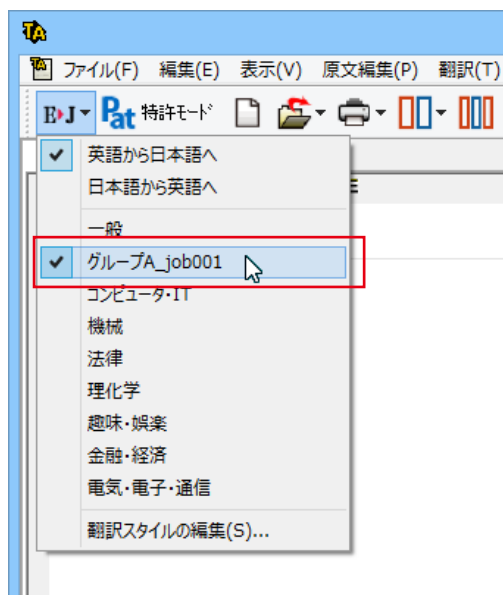 TA
ファイル(F) 編集(E) 表示(V) 原文編集(P) 翻訳(T)
E▸J Pat 特許モード
英語から日本語へ
日本語から英語へ
一般
グループA_job001
コンピュータ・IT
機械
法律
理化学
趣味・娯楽
金融・経済
電気・電子・通信
翻訳スタイルの編集(S)...